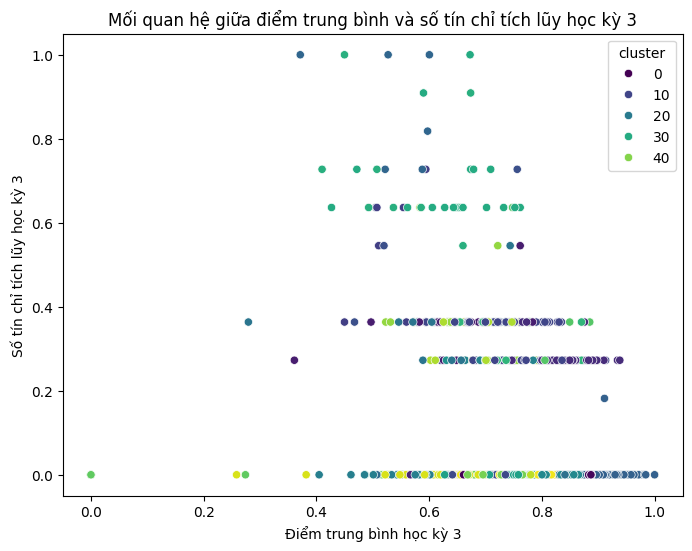 Mối quan hệ giữa điểm trung bình và số tín chỉ tích lũy học kỳ 3
cluster
0
10
20
30
40
1.0
0.8
0.6
0.4
0.2
0.0
Số tín chỉ tích lũy học kỳ 3
0.0 0.2 0.4 0.6 0.8 1.0
Điểm trung bình học kỳ 3